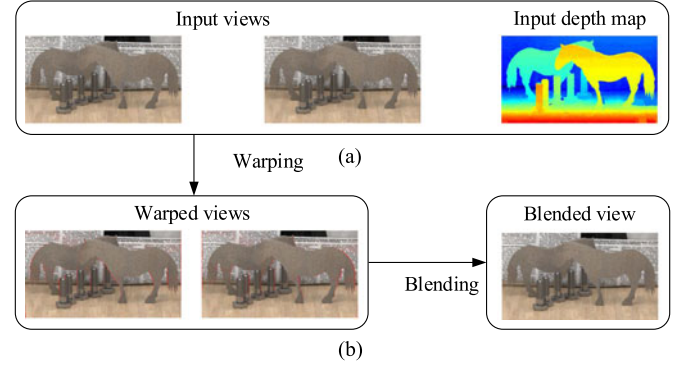 Input views
Input depth map
(a)
Warping
Warped views
Blended view
Blending
(b)